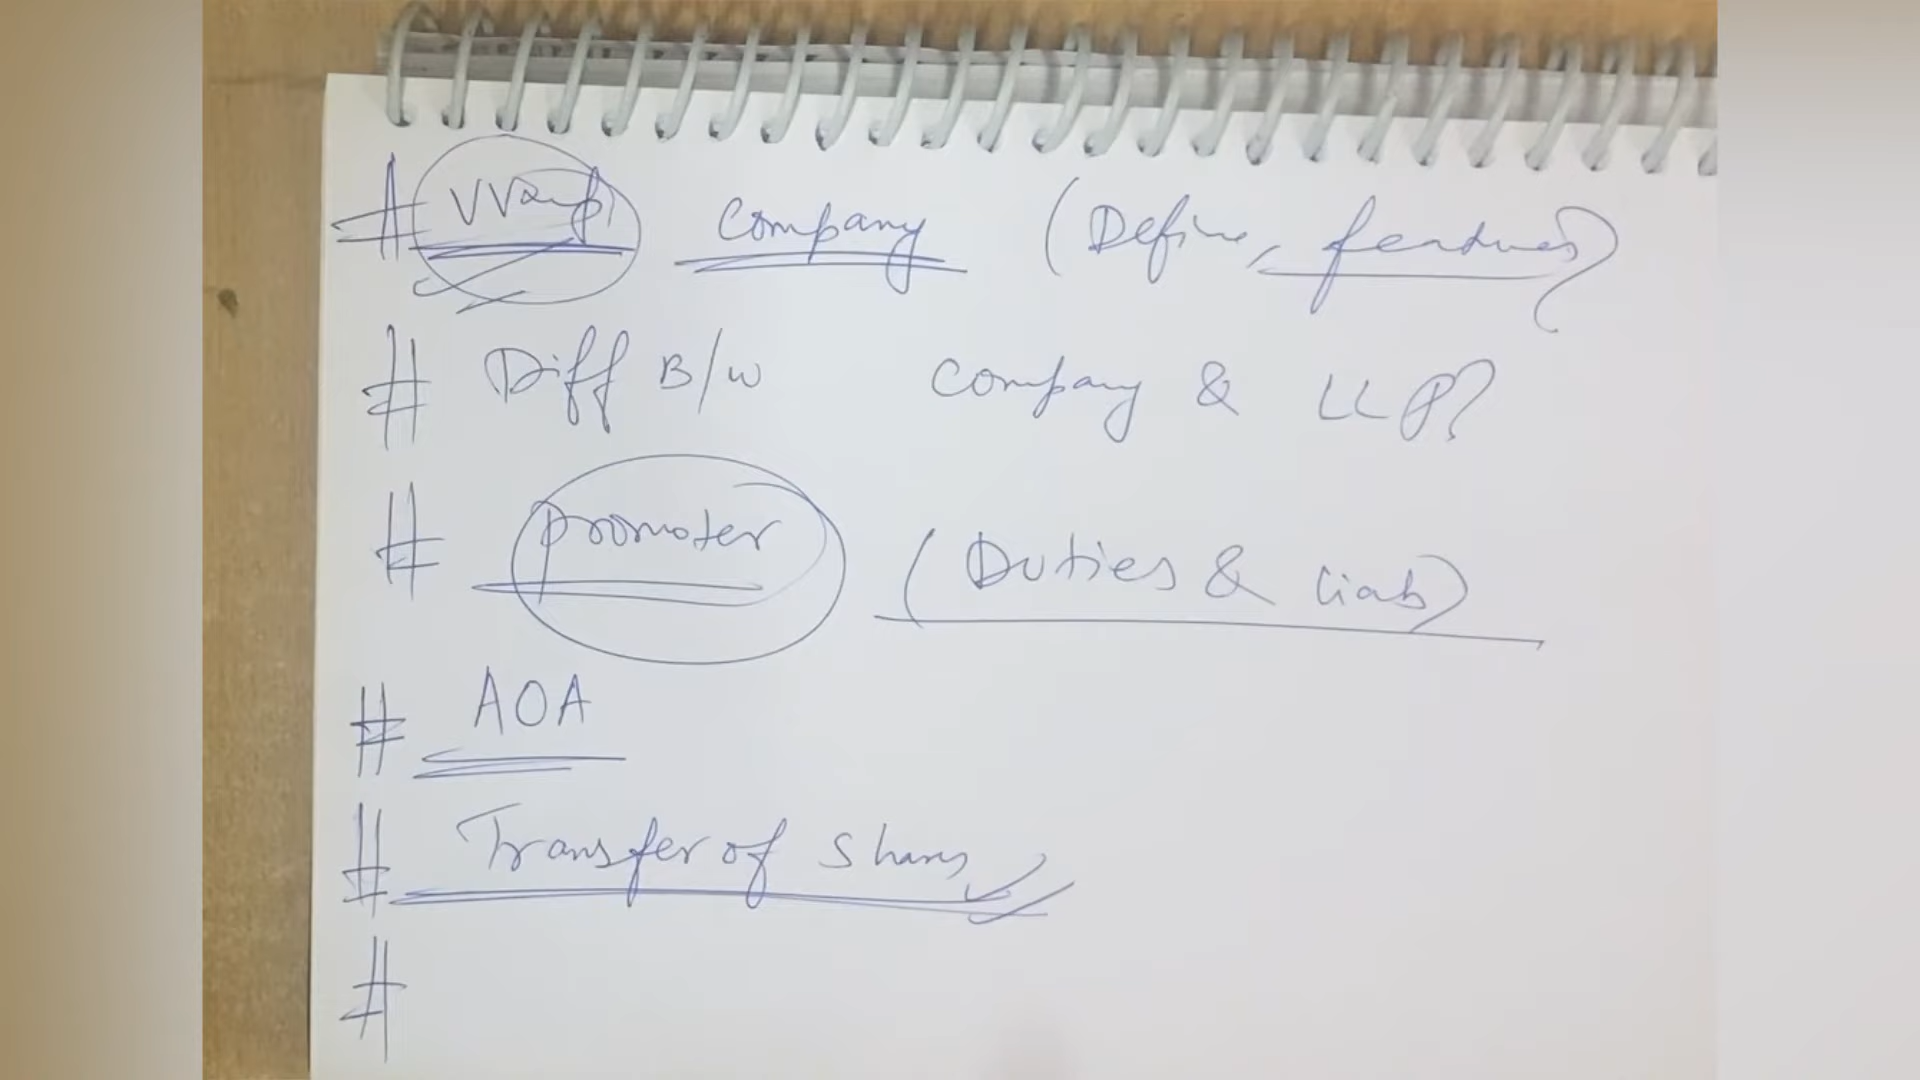 # VVImp Company (Define, features)
# Diff B/w Company & LLP?
# promoter (Duties & liab)
# AOA
# Transfer of Shares
#